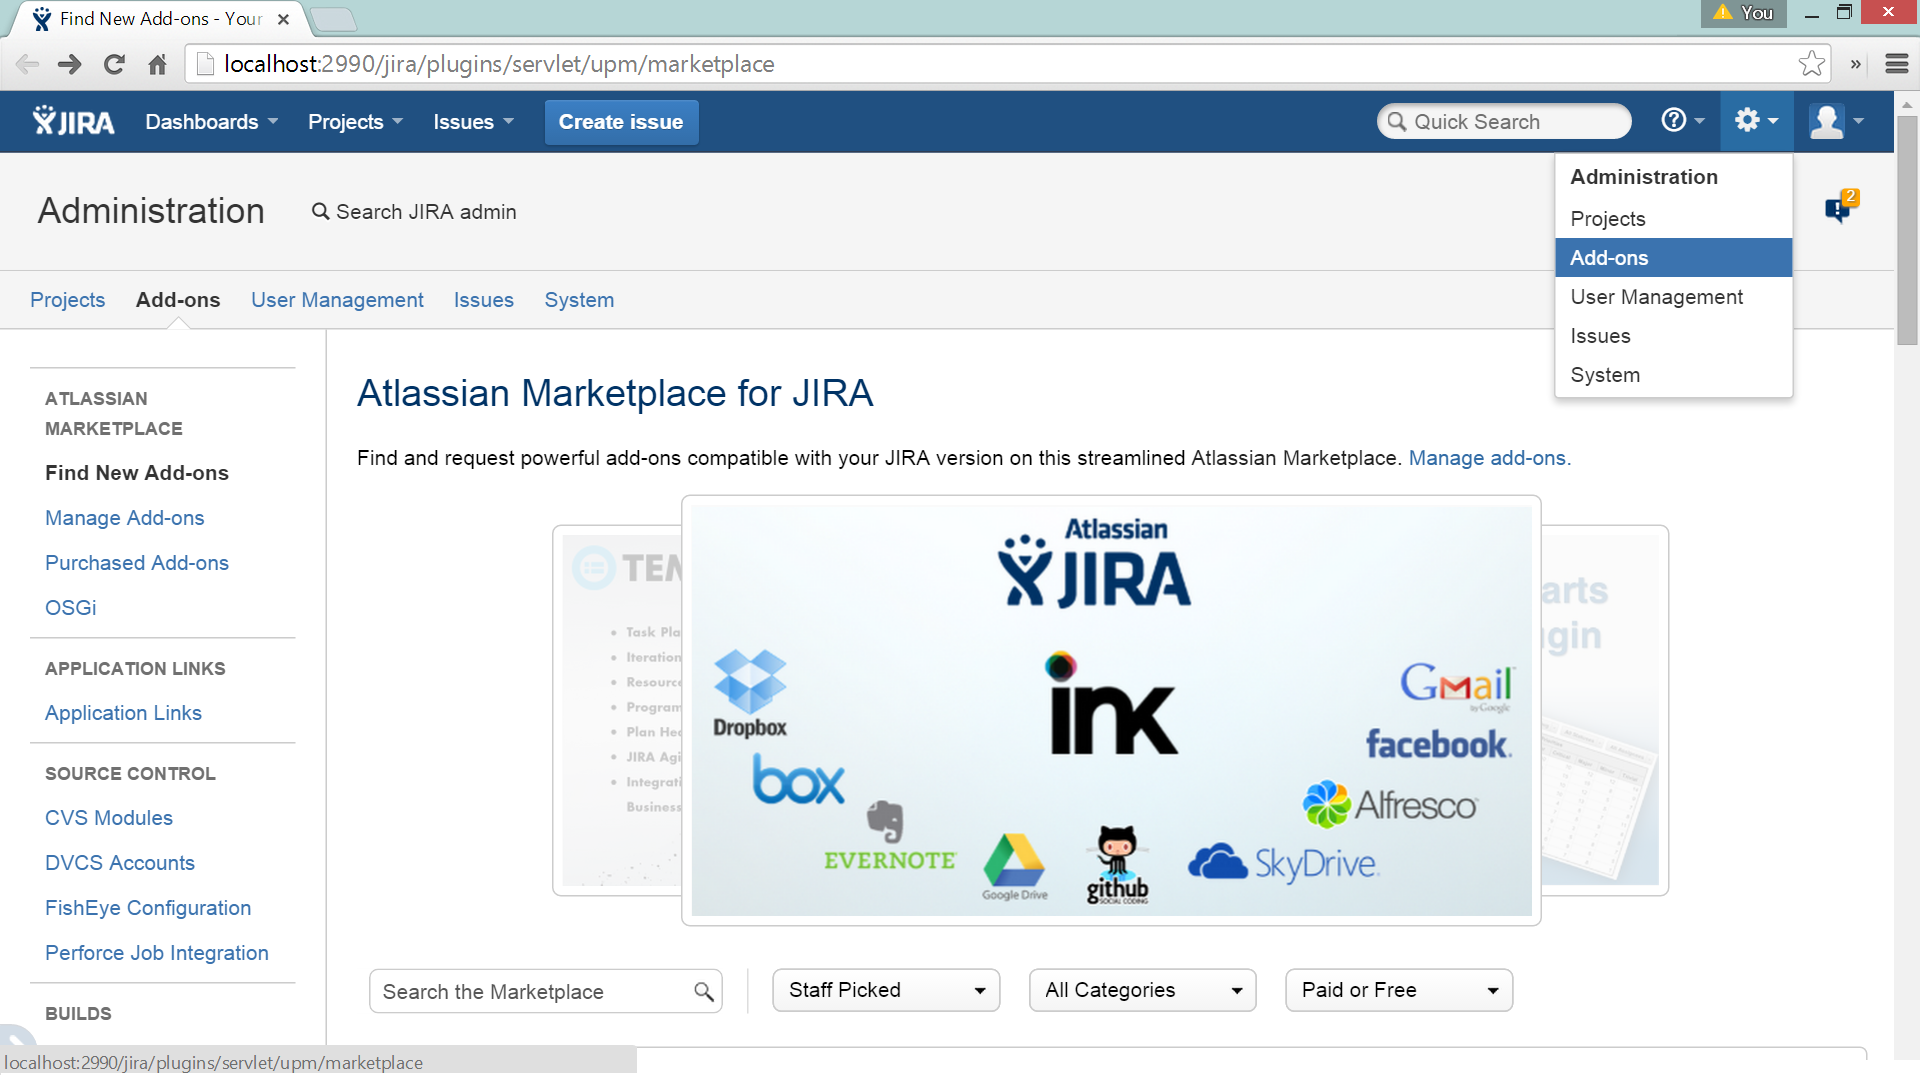 Find New Add-ons - Your
You
localhost:2990/jira/plugins/servlet/upm/marketplace
JIRA Dashboards Projects Issues Create issue Quick Search
Administration Search JIRA admin 2
Administration
Projects
Add-ons
User Management
Issues
System
Projects Add-ons User Management Issues System
ATLASSIAN
MARKETPLACE
Find New Add-ons
Manage Add-ons
Purchased Add-ons
OSGi
APPLICATION LINKS
Application Links
SOURCE CONTROL
CVS Modules
DVCS Accounts
FishEye Configuration
Perforce Job Integration
BUILDS
Atlassian Marketplace for JIRA
Find and request powerful add-ons compatible with your JIRA version on this streamlined Atlassian Marketplace. Manage add-ons.
Task Pla
Iteration
Resource
Program
Plan Hea
JIRA Agi
Integrati
Business
Atlassian
JIRA
ink
Dropbox
box
EVERNOTE
Google Drive
github
SOCIAL CODING
SkyDrive
Alfresco
facebook
Gmail
by Google
arts
gin
Search the Marketplace Staff Picked All Categories Paid or Free
localhost:2990/jira/plugins/servlet/upm/marketplace